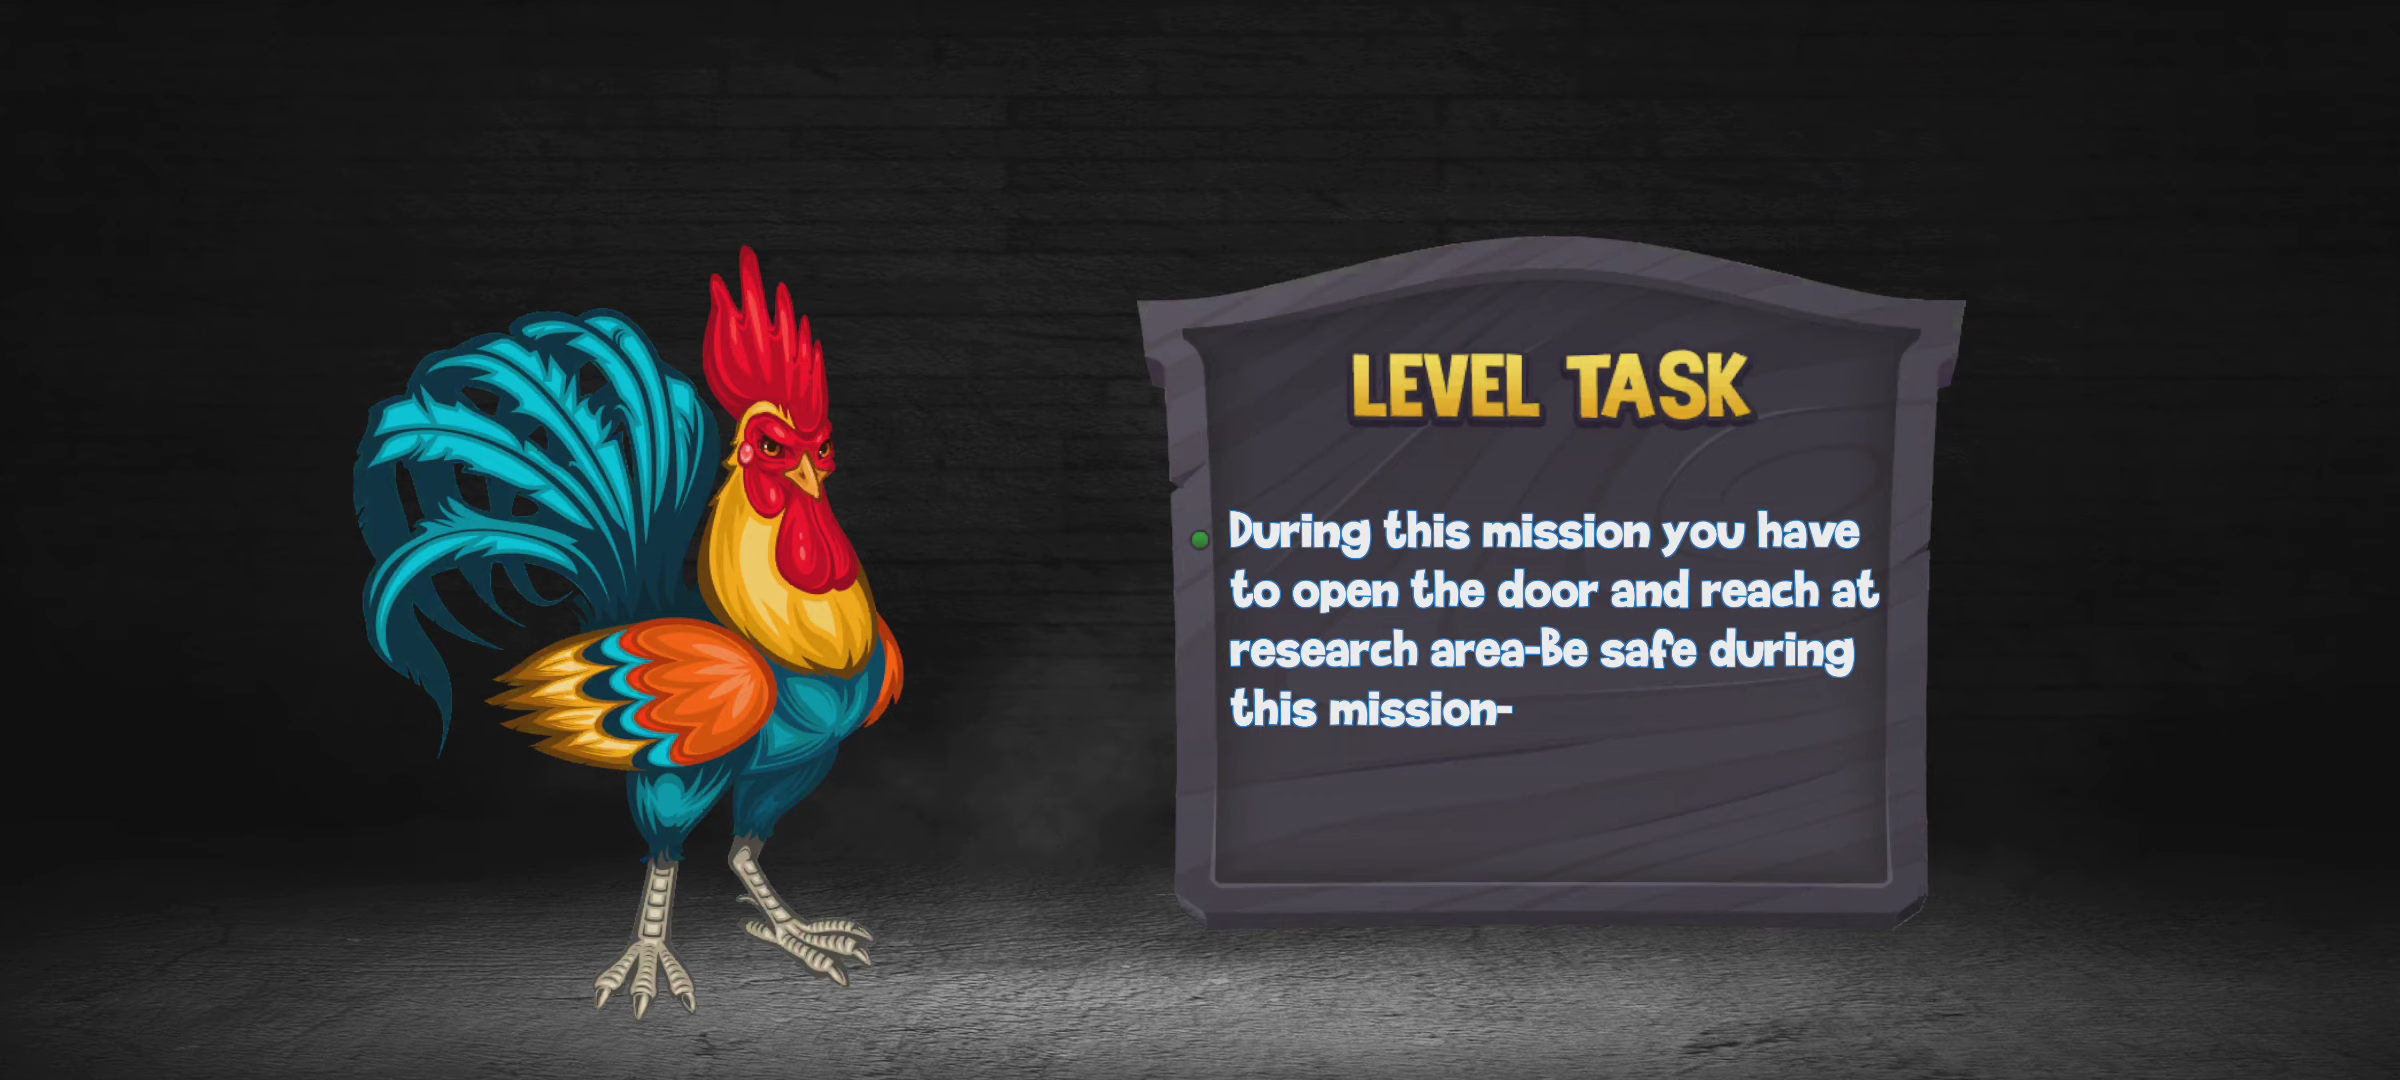 LEVEL TASK
During this mission you have
to open the door and reach at
research area-Be safe during
this mission-